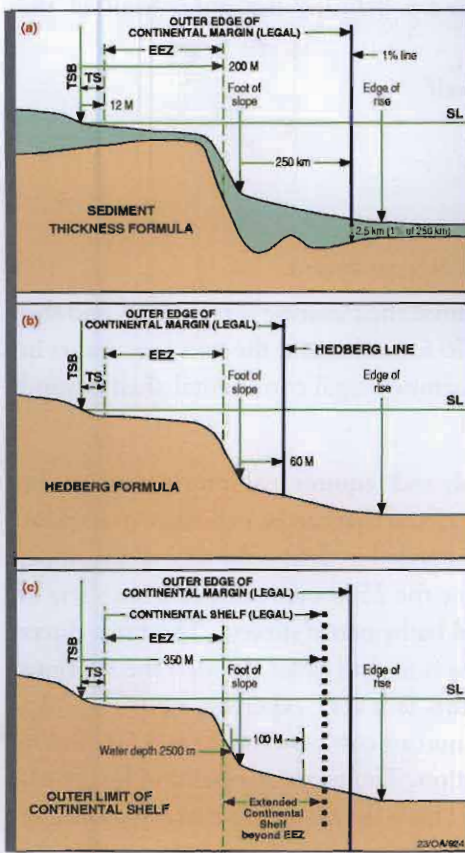 (a)
OUTER EDGE OF
CONTINENTAL MARGIN (LEGAL)
EEZ
1% line
TSB
TS
200 M
12 M
Foot of
slope
Edge of
rise
SL
250 km
SEDIMENT
THICKNESS FORMULA
2.5 km (1% of 250 km)
(b)
OUTER EDGE OF
CONTINENTAL MARGIN (LEGAL)
HEDBERG LINE
EEZ
TSB
TS
Foot of
slope
Edge of
rise
SL
60 M
HEDBERG FORMULA
(c)
OUTER EDGE OF
CONTINENTAL MARGIN (LEGAL)
CONTINENTAL SHELF (LEGAL)
EEZ
350 M
TSB
TS
Foot of
slope
Edge of
rise
SL
100 M
Water depth 2500 m
OUTER LIMIT OF
CONTINENTAL SHELF
Extended
Continental
Shelf
beyond EEZ
23/OA/924